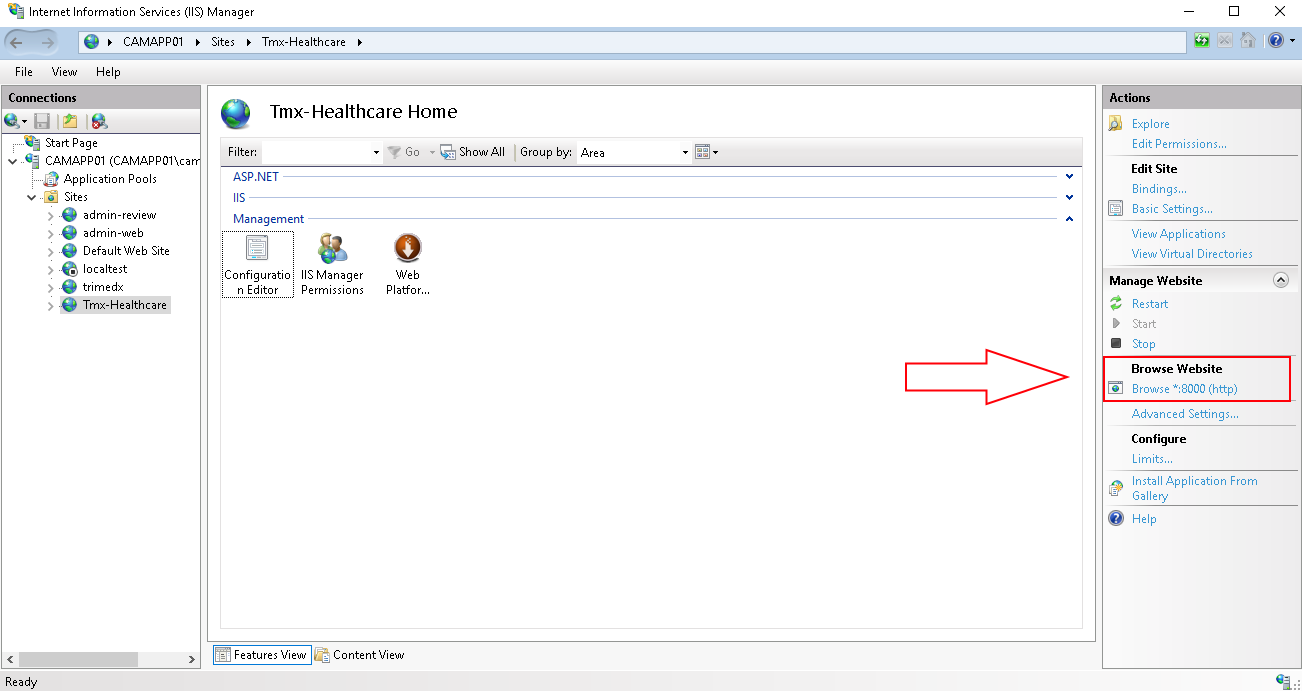 Internet Information Services (IIS) Manager
CAMAPP01 Sites Tmx-Healthcare
File View Help
Connections
Start Page
CAMAPP01 (CAMAPP01\cam
Application Pools
Sites
admin-review
admin-web
Default Web Site
localtest
trimedx
Tmx-Healthcare
Tmx-Healthcare Home
Filter: Go Show All Group by: Area
ASP.NET
IIS
Management
Configuratio
n Editor
IIS Manager
Permissions
Web
Platfor...
Features View Content View
Actions
Explore
Edit Permissions...
Edit Site
Bindings...
Basic Settings...
View Applications
View Virtual Directories
Manage Website
Restart
Start
Stop
Browse Website
Browse *:8000 (http)
Advanced Settings...
Configure
Limits...
Install Application From
Gallery
Help
Ready